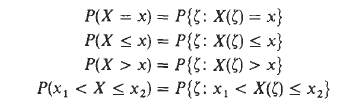 P(X = x) = P{ζ: X(ζ) = x}
P(X ≤ x) = P{ζ: X(ζ) ≤ x}
P(X > x) = P{ζ: X(ζ) > x}
P(x₁ < X ≤ x₂) = P{ζ: x₁ < X(ζ) ≤ x₂}